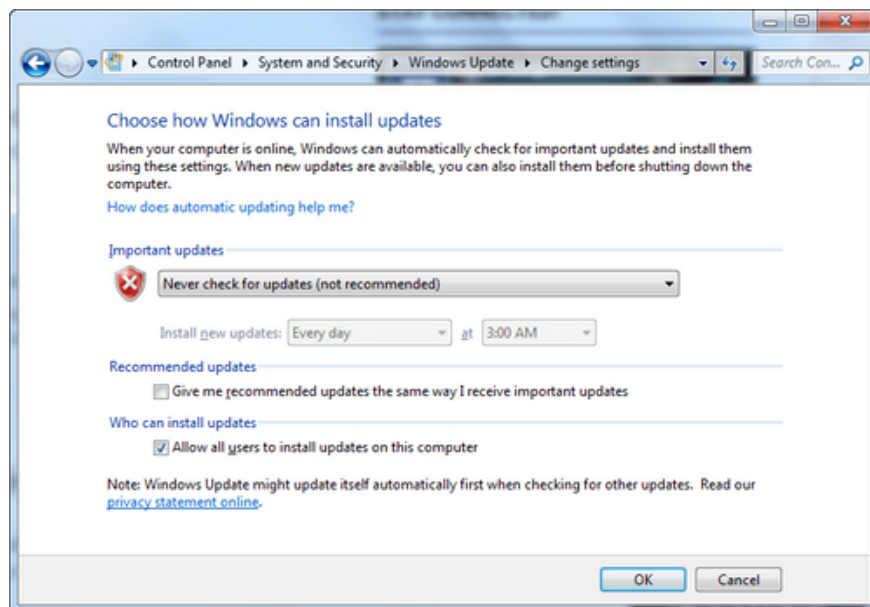 Control Panel System and Security Windows Update Change settings Search Con...
Choose how Windows can install updates
When your computer is online, Windows can automatically check for important updates and install them
using these settings. When new updates are available, you can also install them before shutting down the
computer.
How does automatic updating help me?
Important updates
Never check for updates (not recommended)
Install new updates: Every day at 3:00 AM
Recommended updates
Give me recommended updates the same way I receive important updates
Who can install updates
Allow all users to install updates on this computer
Note: Windows Update might update itself automatically first when checking for other updates. Read our
privacy statement online.
OK Cancel